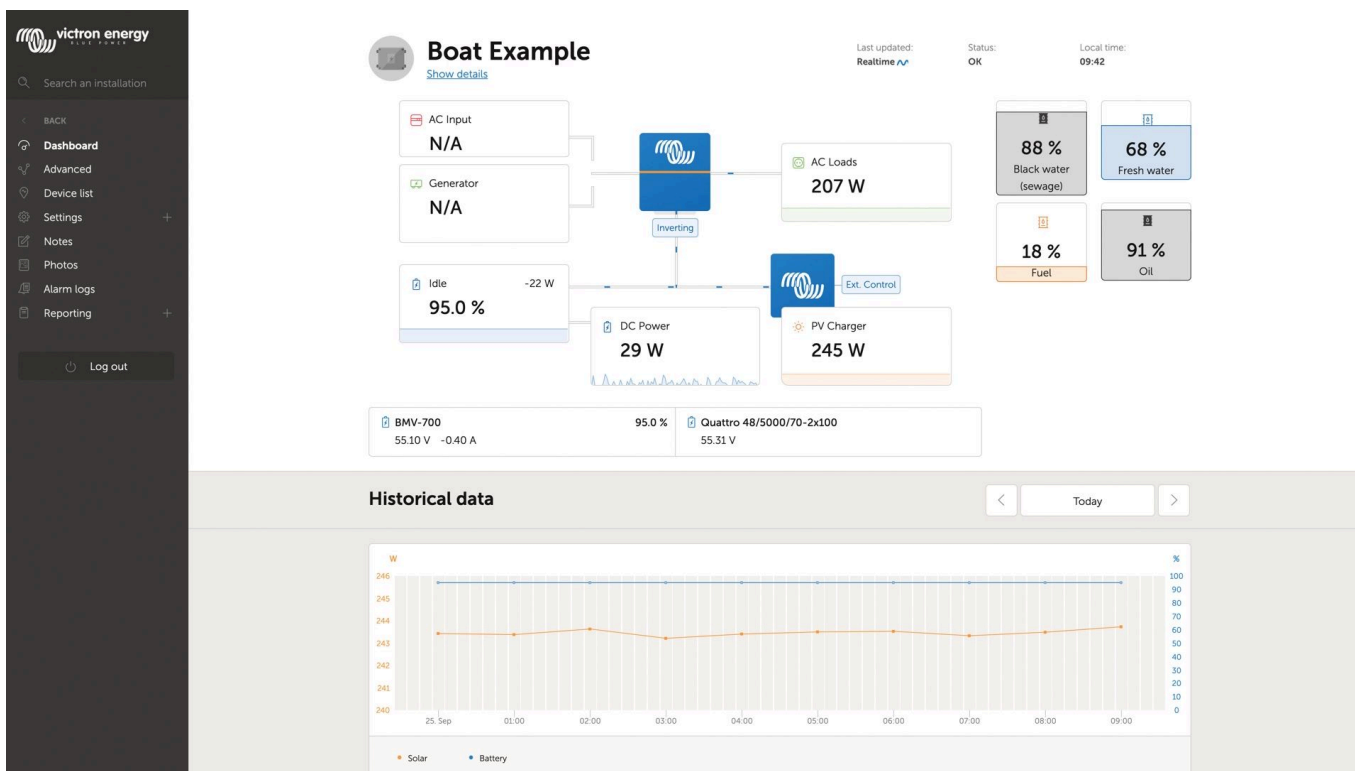 victron energy
BLUE POWER
Search an installation
BACK
Dashboard
Advanced
Device list
Settings
Notes
Photos
Alarm logs
Reporting
Log out
Boat Example
Show details
Last updated:
Realtime
Status:
OK
Local time:
09:42
AC Input
N/A
Generator
N/A
Inverting
AC Loads
207 W
Idle -22 W
95.0 %
Ext. Control
DC Power
29 W
PV Charger
245 W
88 %
Black water
(sewage)
68 %
Fresh water
18 %
Fuel
91 %
Oil
BMV-700 95.0 %
55.10 V -0.40 A
Quattro 48/5000/70-2x100
55.31 V
Historical data
Today
W %
246
245
244
243
242
241
240
100
90
80
70
60
50
40
30
20
10
0
25. Sep 01:00 02:00 03:00 04:00 05:00 06:00 07:00 08:00 09:00
Solar Battery